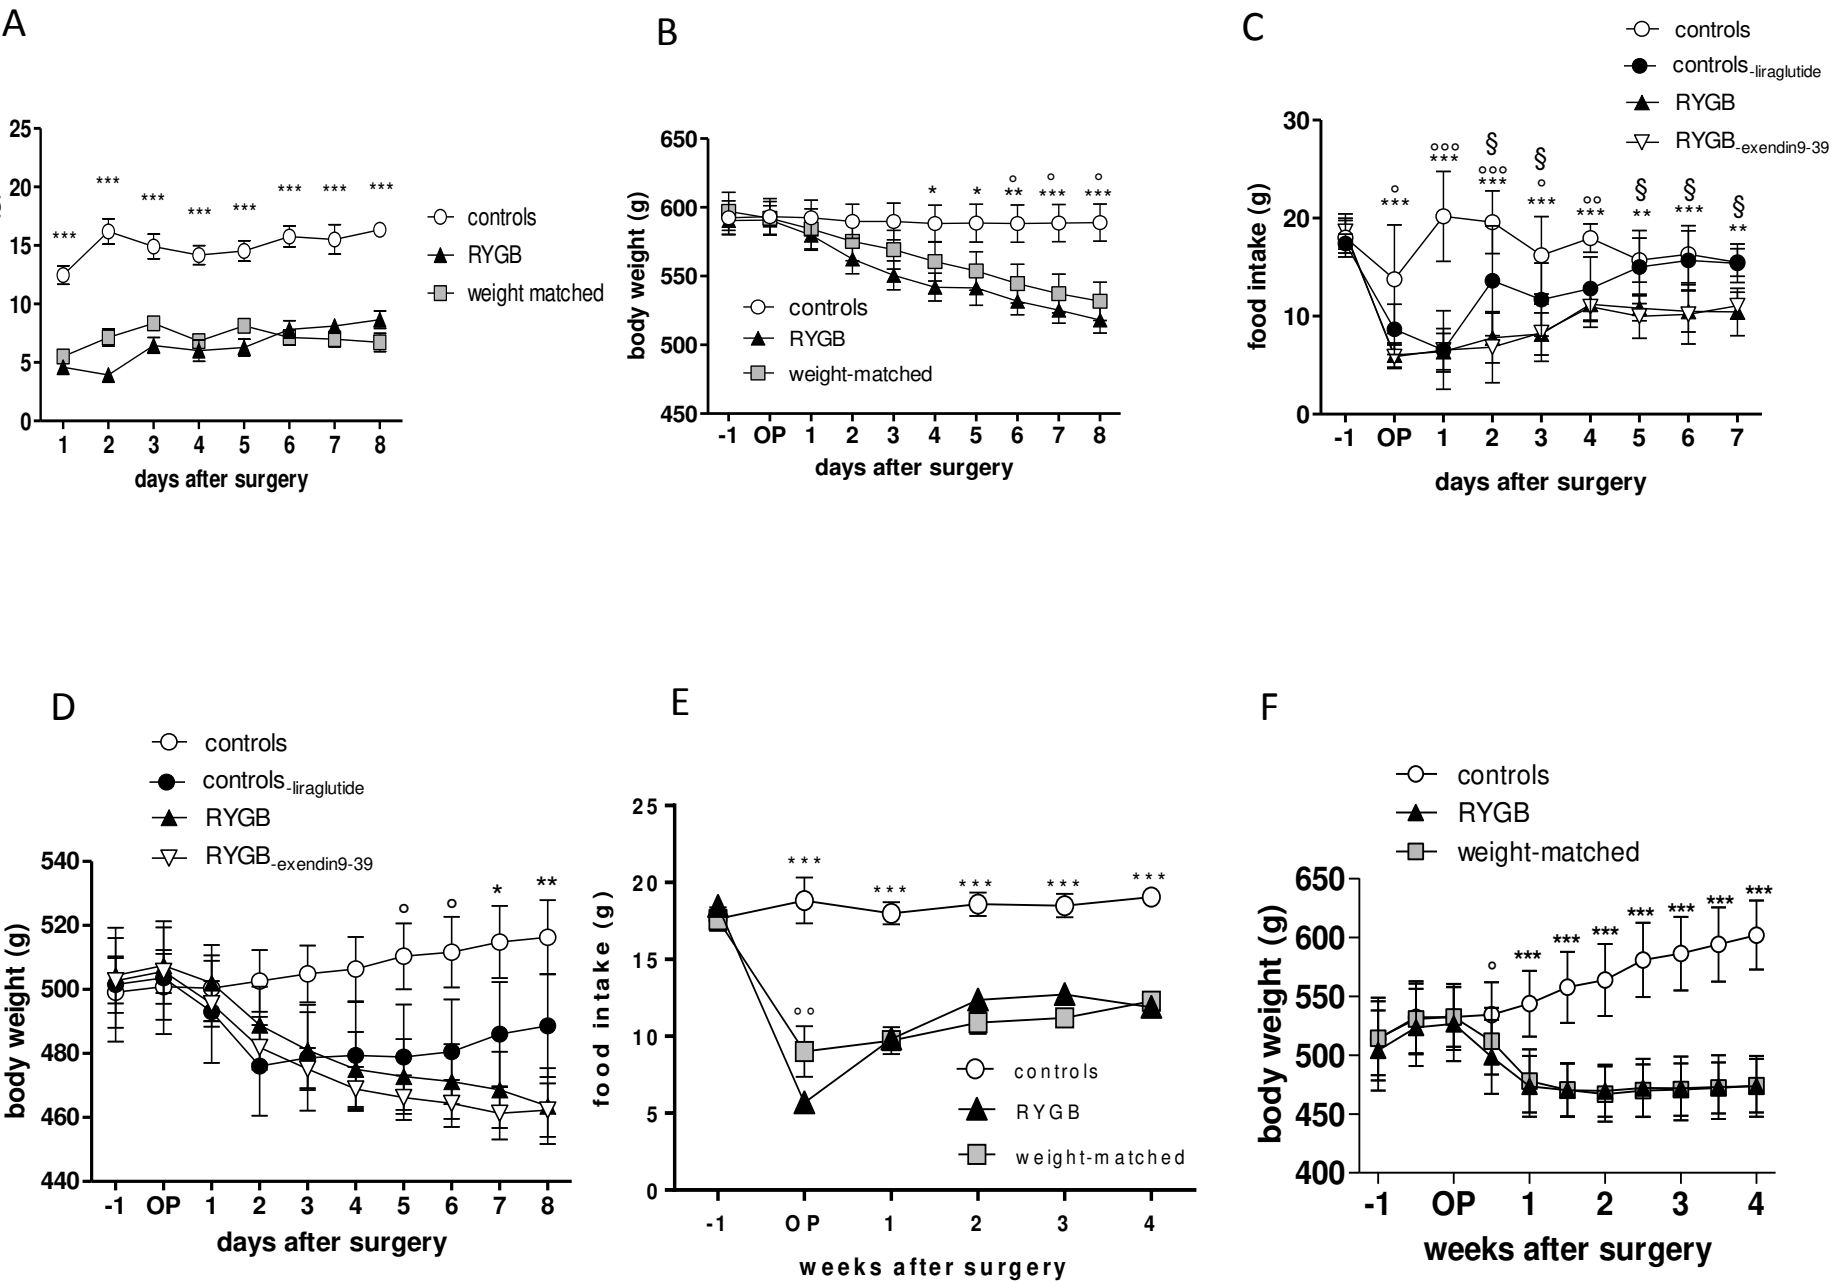 A
25
20
15
10
5
0
***
***
***
***
***
***
***
***
controls
RYGB
weight matched
1 2 3 4 5 6 7 8
days after surgery
B
650
600
550
500
450
body weight (g)
* * ** *** ***
° ° °
controls
RYGB
weight-matched
-1 OP 1 2 3 4 5 6 7 8
days after surgery
C
controls
controls-liraglutide
RYGB
RYGB-exendin9-39
30
20
10
0
food intake (g)
° °°° § § °° § § §
*** *** °°° ° *** ** *** **
*** ***
-1 OP 1 2 3 4 5 6 7
days after surgery
D
controls
controls-liraglutide
RYGB
RYGB-exendin9-39
540
520
500
480
460
440
body weight (g)
° ° * **
-1 OP 1 2 3 4 5 6 7 8
days after surgery
E
25
20
15
10
5
0
food intake (g)
*** *** *** *** ***
°°
controls
RYGB
weight-matched
-1 OP 1 2 3 4
weeks after surgery
F
controls
RYGB
weight-matched
650
600
550
500
450
400
body weight (g)
° *** *** *** *** *** *** ***
-1 OP 1 2 3 4
weeks after surgery